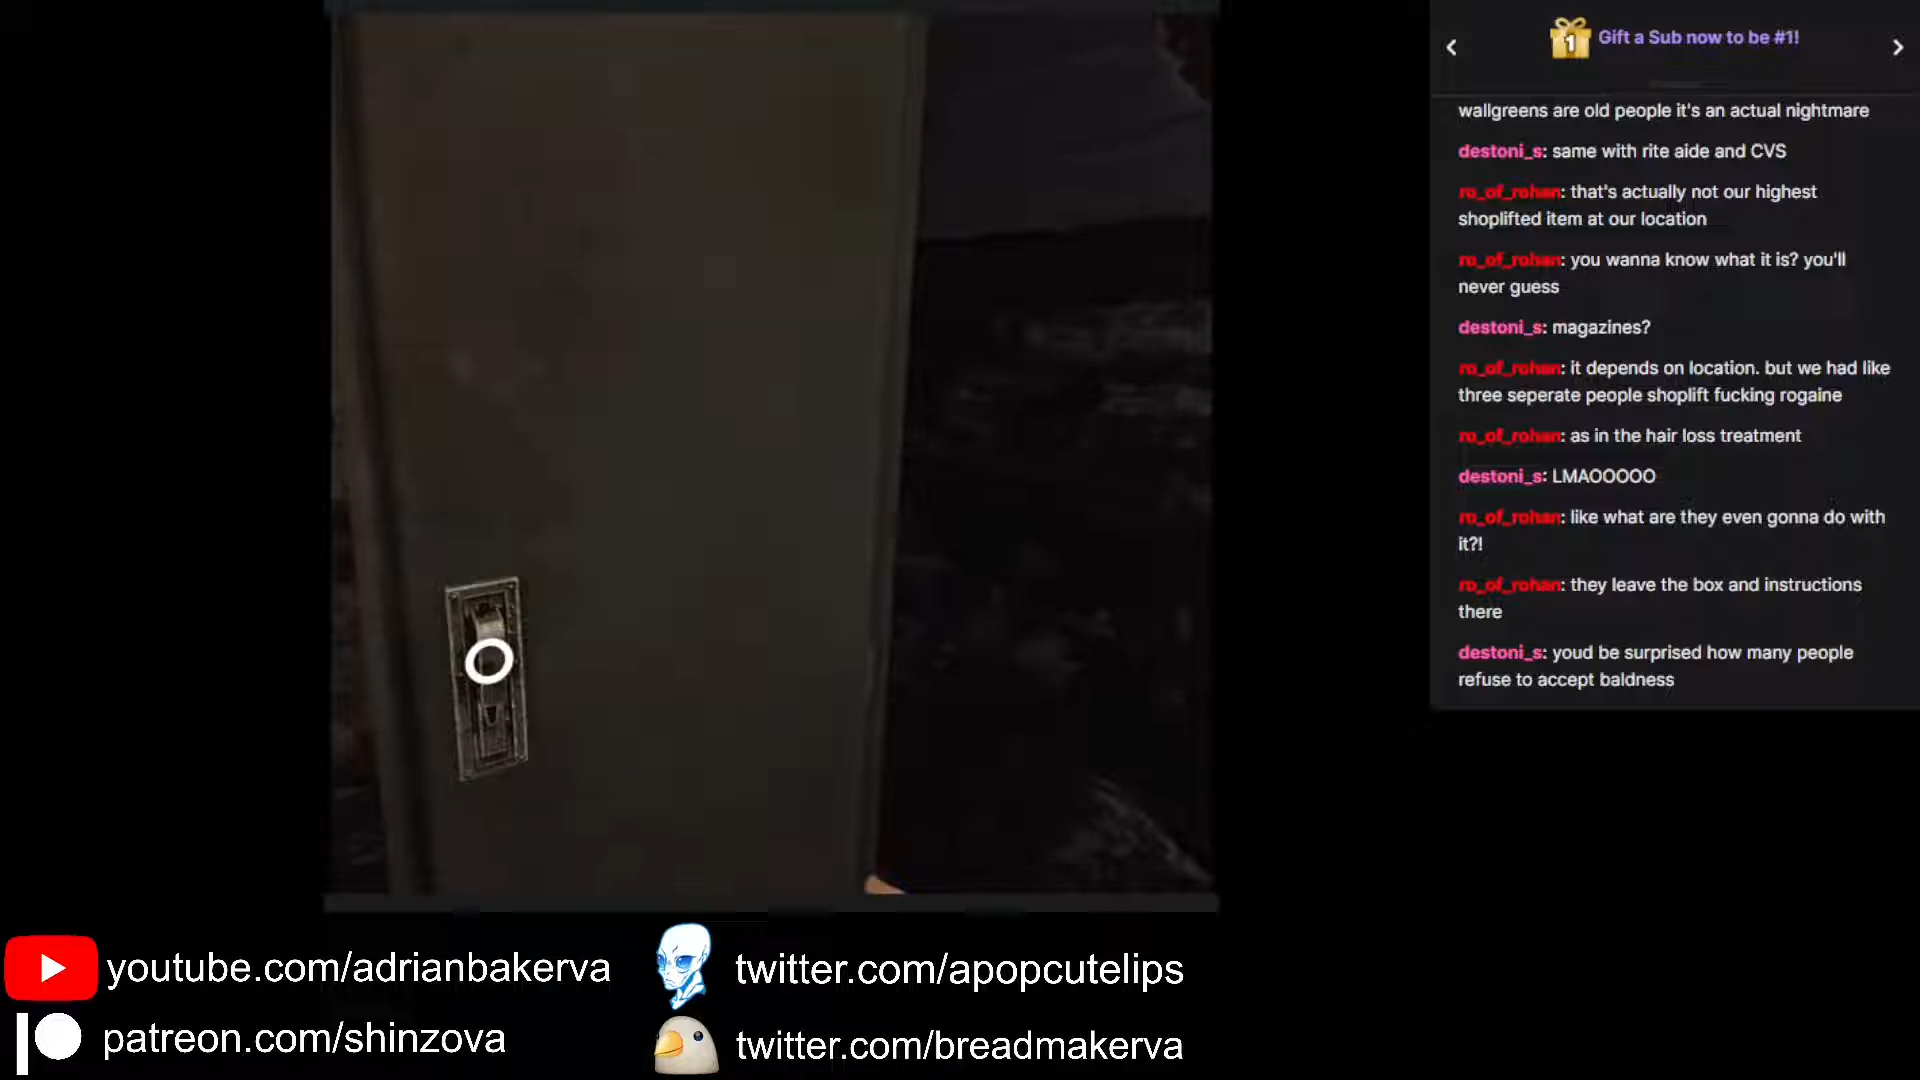 1 Gift a Sub now to be #1!
wallgreens are old people it's an actual nightmare
destoni_s: same with rite aide and CVS
ro_of_rohan: that's actually not our highest
shoplifted item at our location
ro_of_rohan: you wanna know what it is? you'll
never guess
destoni_s: magazines?
ro_of_rohan: it depends on location. but we had like
three seperate people shoplift fucking rogaine
ro_of_rohan: as in the hair loss treatment
destoni_s: LMAOOOOO
ro_of_rohan: like what are they even gonna do with
it?!
ro_of_rohan: they leave the box and instructions
there
destoni_s: youd be surprised how many people
refuse to accept baldness
youtube.com/adrianbakerva
twitter.com/apopcutelips
patreon.com/shinzova
twitter.com/breadmakerva